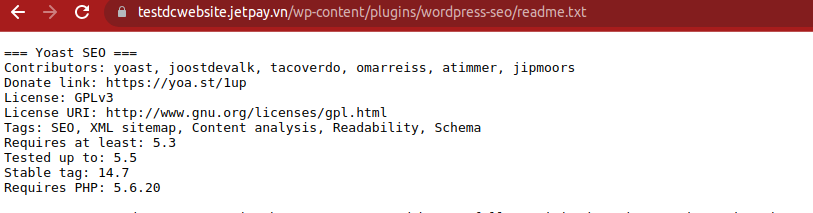 testdcwebsite.jetpay.vn/wp-content/plugins/wordpress-seo/readme.txt
=== Yoast SEO ===
Contributors: yoast, joostdevalk, tacoverdo, omarreiss, atimmer, jipmoors
Donate link: https://yoa.st/1up
License: GPLv3
License URI: http://www.gnu.org/licenses/gpl.html
Tags: SEO, XML sitemap, Content analysis, Readability, Schema
Requires at least: 5.3
Tested up to: 5.5
Stable tag: 14.7
Requires PHP: 5.6.20